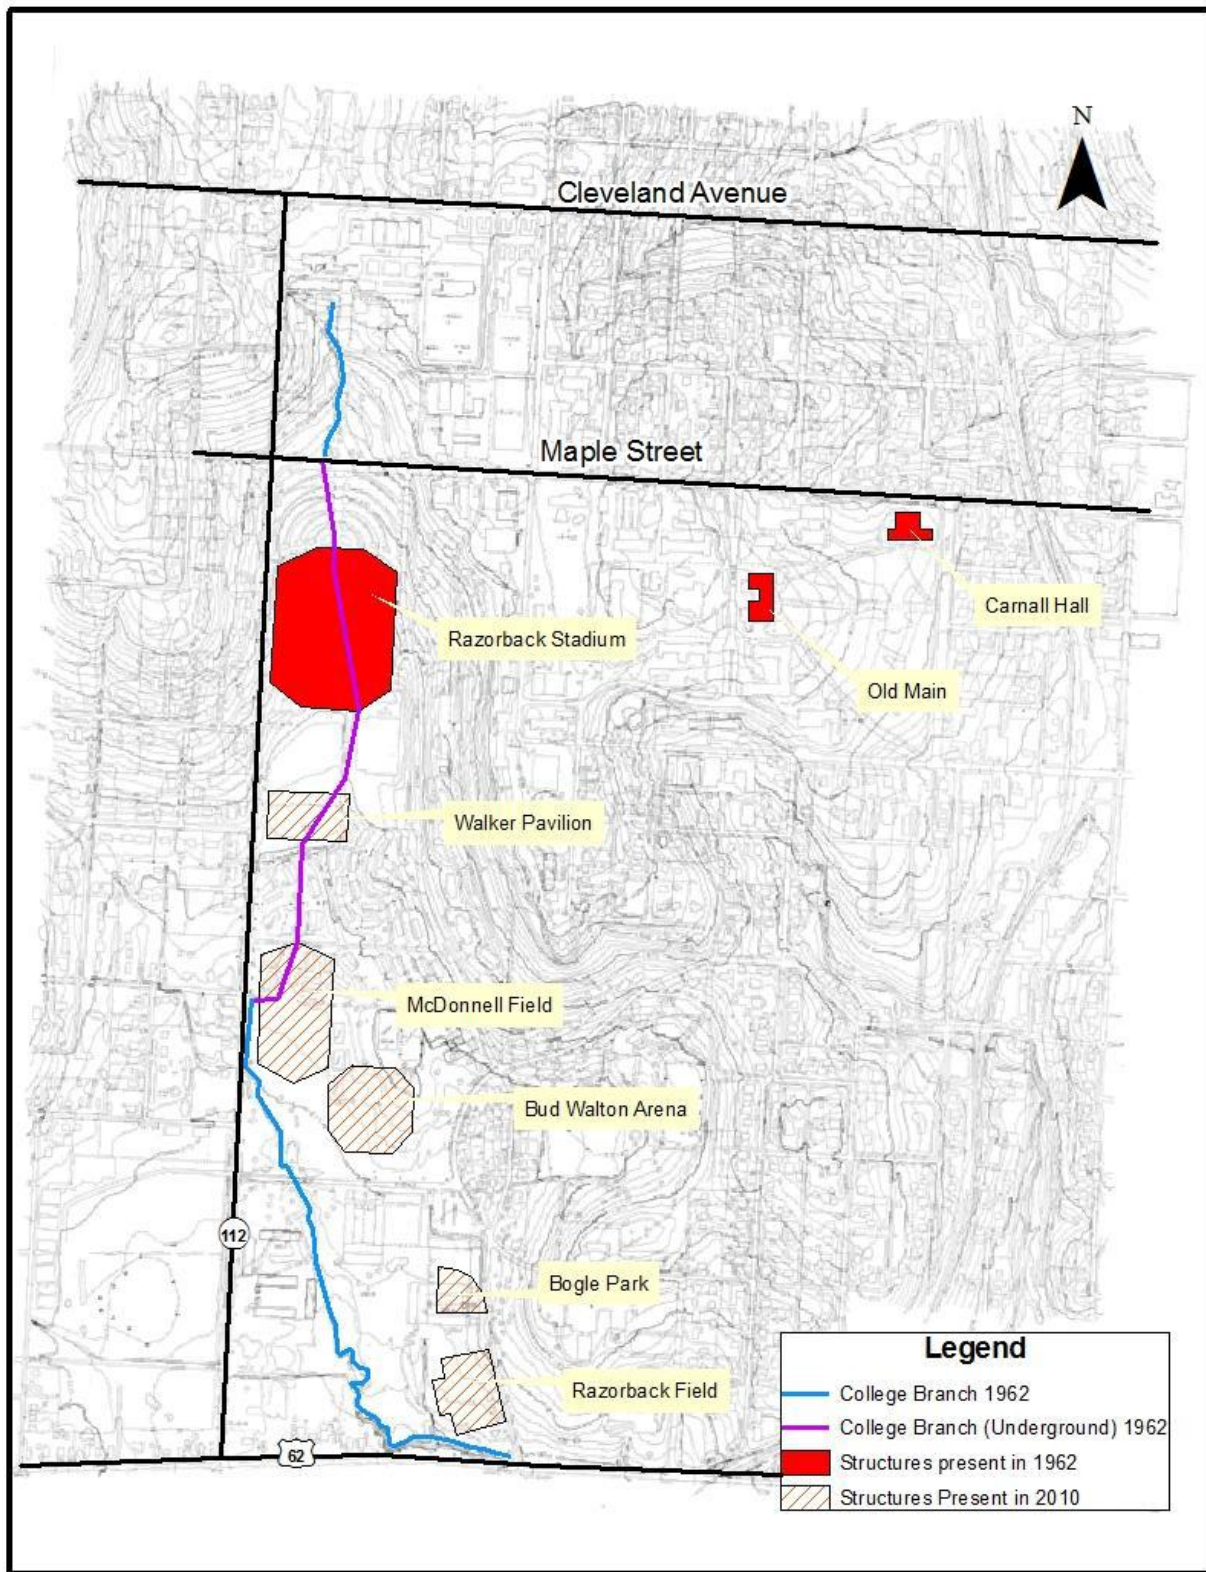 N
Cleveland Avenue
Maple Street
Carnall Hall
Razorback Stadium
Old Main
Walker Pavilion
McDonnell Field
Bud Walton Arena
112
Bogle Park
Razorback Field
62
Legend
College Branch 1962
College Branch (Underground) 1962
Structures present in 1962
Structures Present in 2010